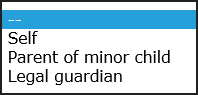 --
Self
Parent of minor child
Legal guardian